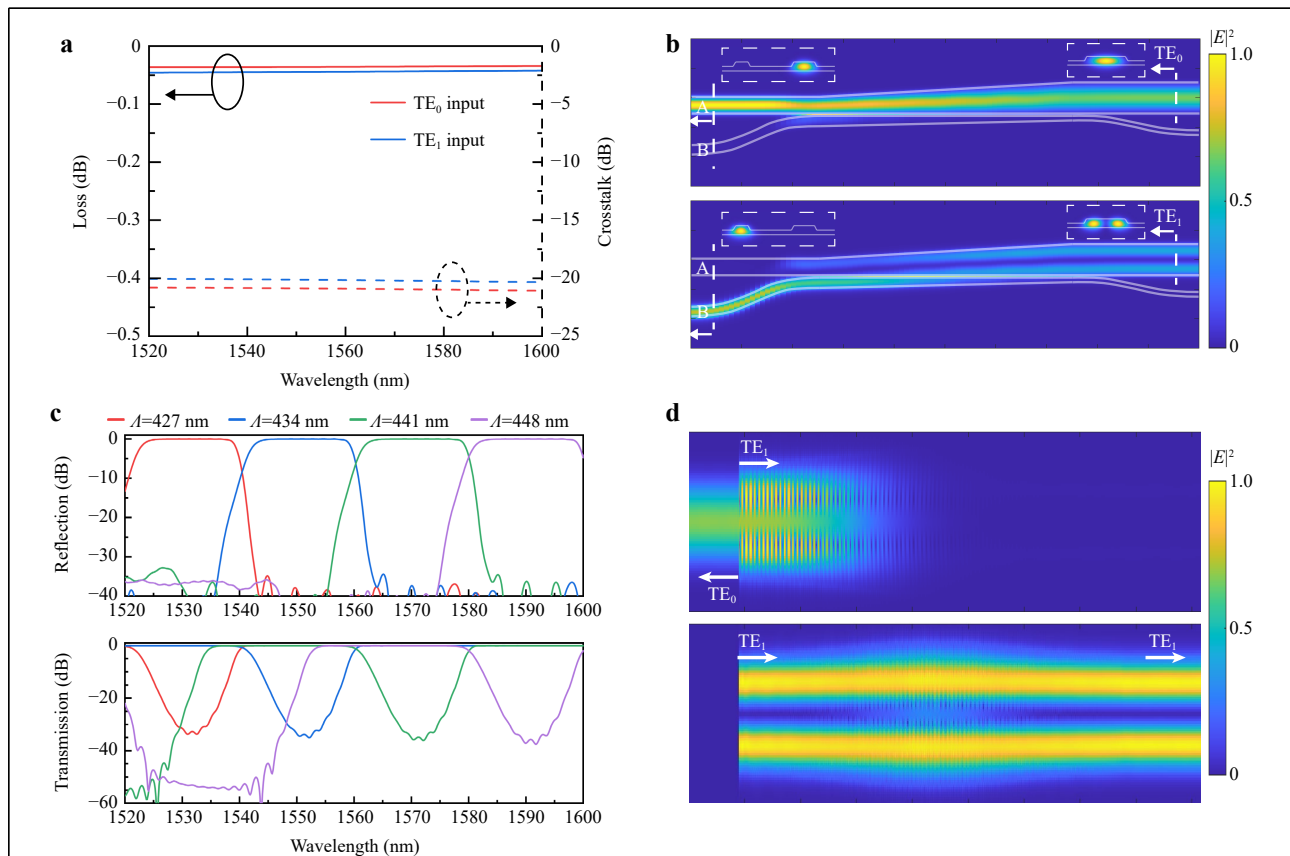 a
0
−0.1
−0.2
−0.3
−0.4
−0.5
Loss (dB)
TE0 input
TE1 input
0
−5
−10
−15
−20
−25
Crosstalk (dB)
1520 1540 1560 1580 1600
Wavelength (nm)
b
TE0
A
B
TE1
A
B
|E|2
1.0
0.5
0
c
Λ=427 nm Λ=434 nm Λ=441 nm Λ=448 nm
0
−10
−20
−30
−40
Reflection (dB)
1520 1530 1540 1550 1560 1570 1580 1590 1600
0
−20
−40
−60
Transmission (dB)
1520 1530 1540 1550 1560 1570 1580 1590 1600
Wavelength (nm)
d
TE1
TE0
TE1 TE1
|E|2
1.0
0.5
0